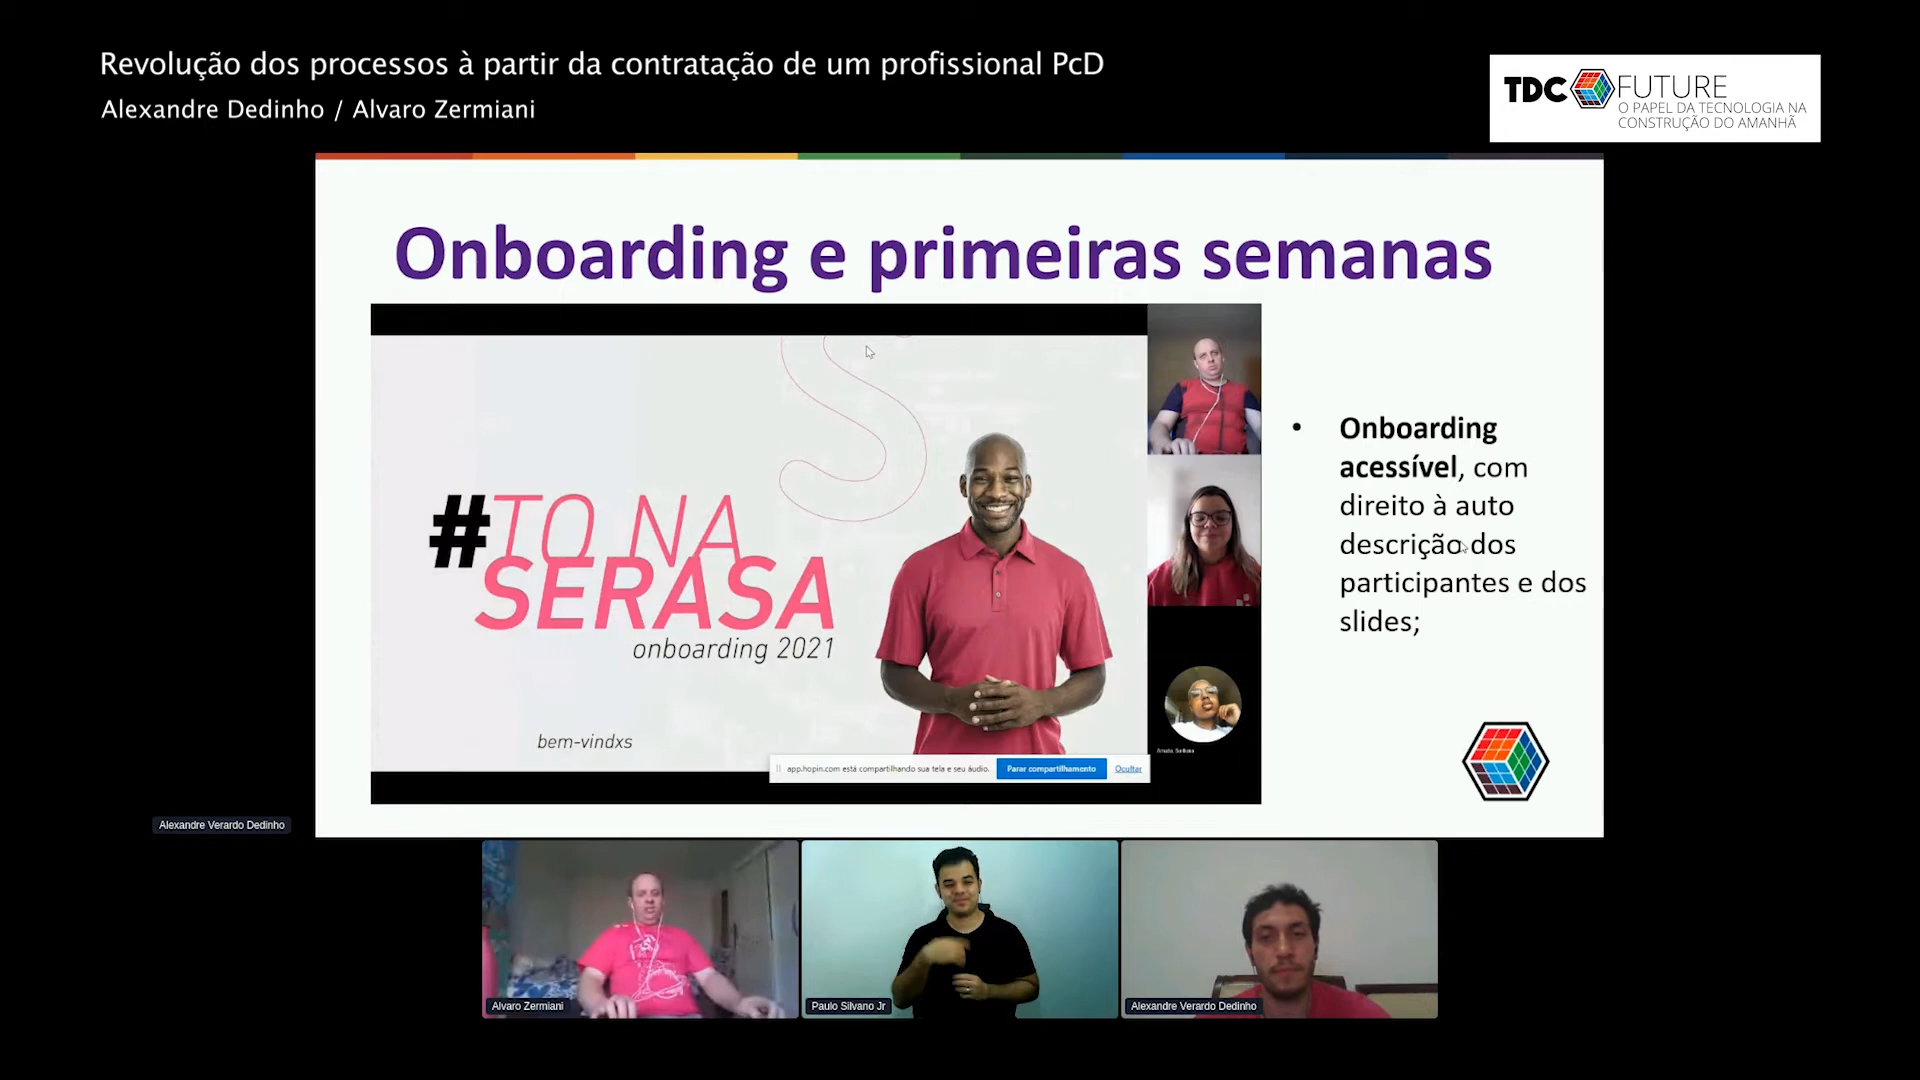 Revolução dos processos à partir da contratação de um profissional PcD
Alexandre Dedinho / Alvaro Zermiani
TDC FUTURE
O PAPEL DA TECNOLOGIA NA
CONSTRUÇÃO DO AMANHÃ
Onboarding e primeiras semanas
#TO NA
SERASA
onboarding 2021
bem-vindxs
app.hopin.com está compartilhando sua tela e seu áudio.
Parar compartilhamento
Ocultar
• Onboarding
acessível, com
direito à auto
descrição dos
participantes e dos
slides;
Alexandre Verardo Dedinho
Alvaro Zermiani
Paulo Silvano Jr
Alexandre Verardo Dedinho